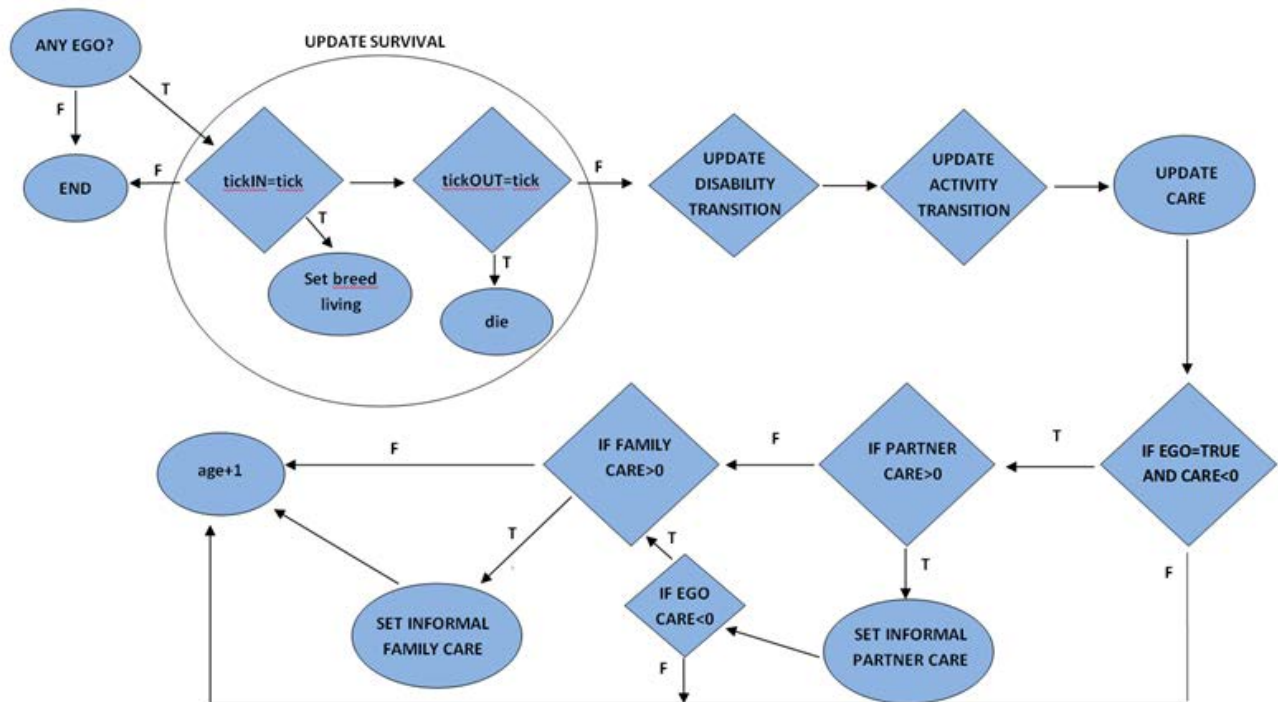 ANY EGO?
UPDATE SURVIVAL
T
F
END
F
tickIN=tick
tickOUT=tick
F
UPDATE
DISABILITY
TRANSITION
UPDATE
ACTIVITY
TRANSITION
UPDATE
CARE
T
Set breed
living
T
die
age+1
F
IF FAMILY
CARE>0
F
IF PARTNER
CARE>0
T
IF EGO=TRUE
AND CARE<0
T
T
T
F
SET INFORMAL
FAMILY CARE
IF EGO
CARE<0
SET INFORMAL
PARTNER CARE
F